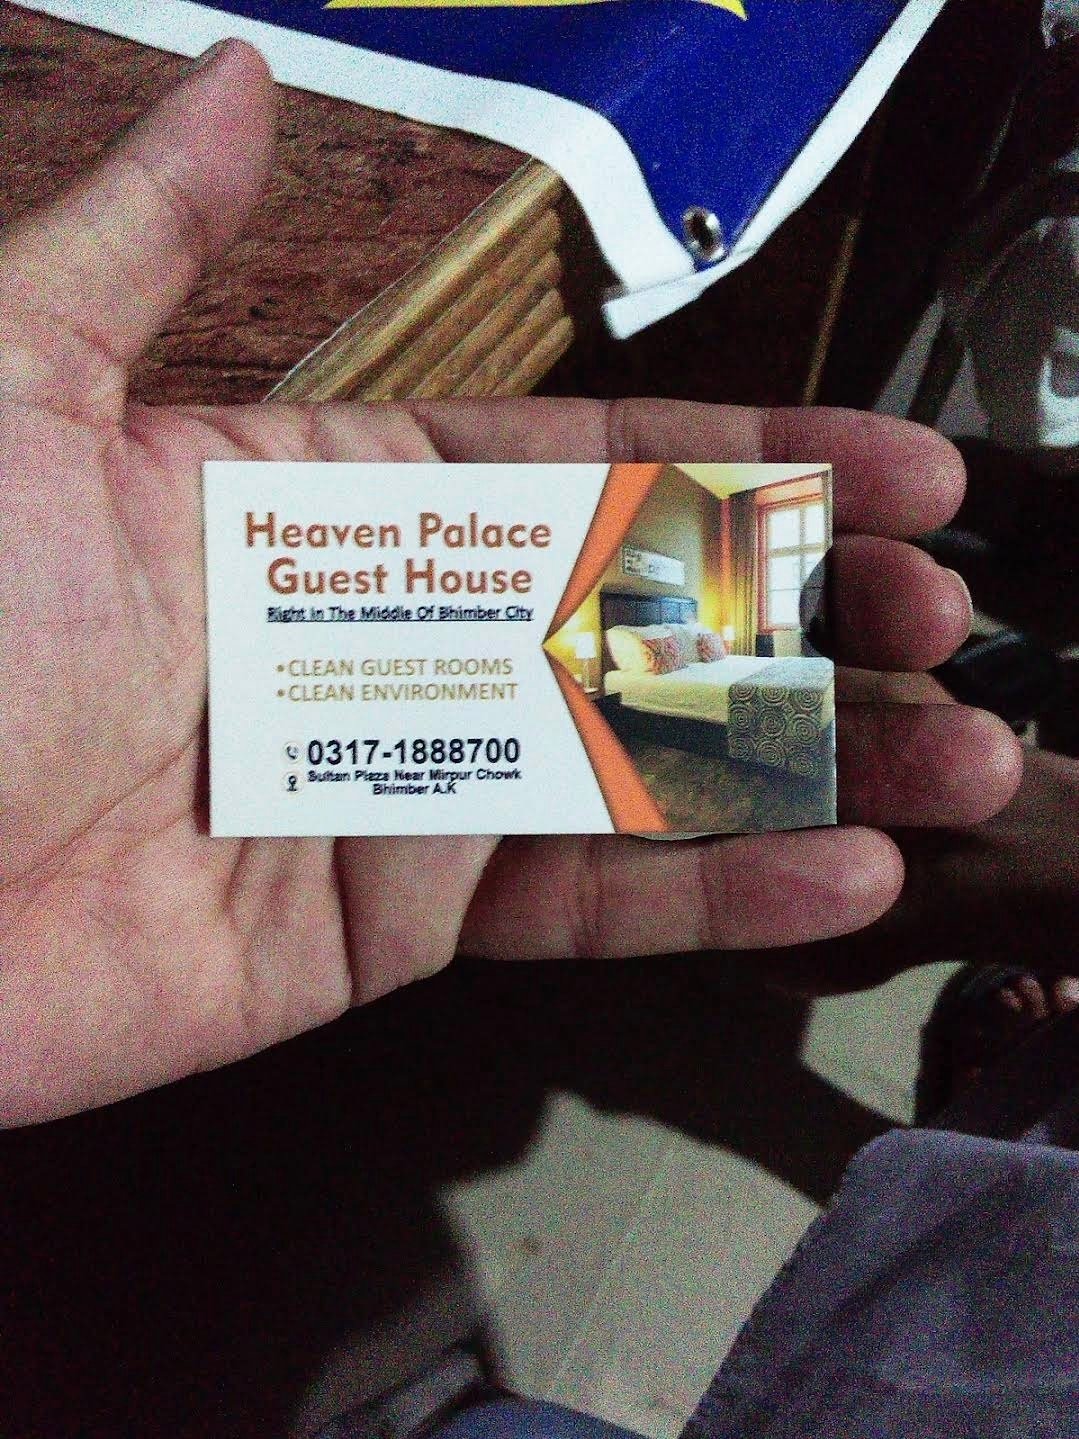 Heaven Palace
Guest House
Right In The Middle Of Bhimber City
•CLEAN GUEST ROOMS
•CLEAN ENVIRONMENT
0317-1888700
Sultan Plaza Near Mirpur Chowk
Bhimber A.K